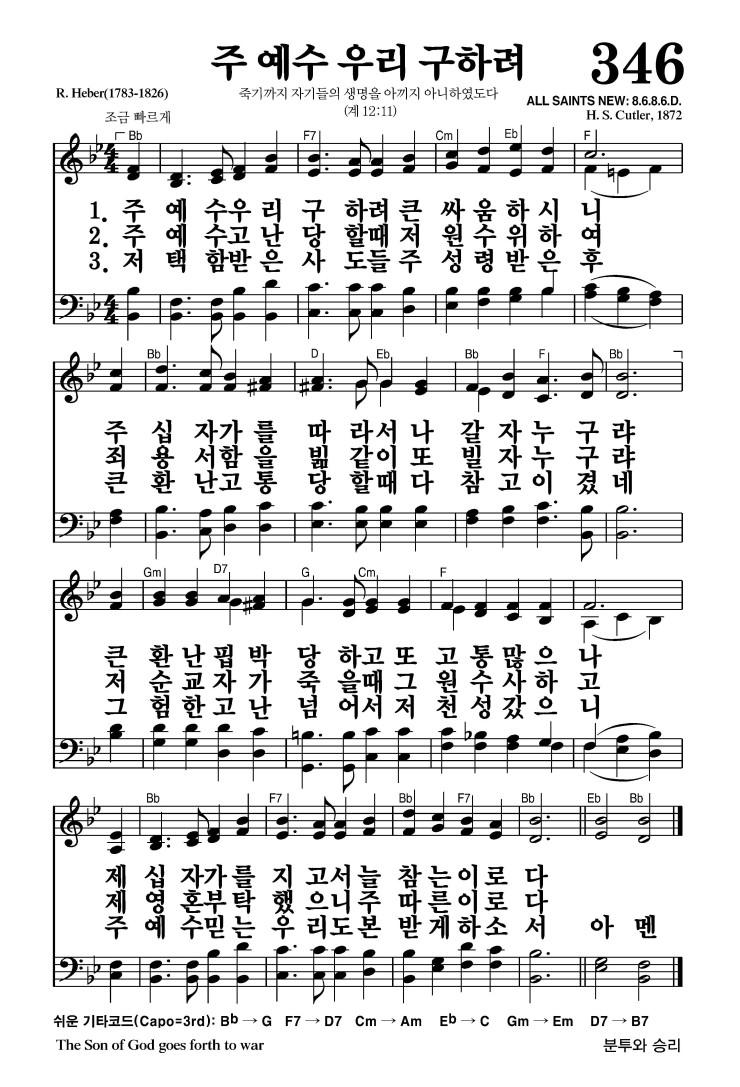 주 예수 우리 구하려 346
R. Heber(1783-1826) 죽기까지 자기들의 생명을 아끼지 아니하였도다 ALL SAINTS NEW: 8.6.8.6.D.
조금 빠르게 (계 12:11) H. S. Cutler, 1872
Bb F7 Cm Eb F
1. 주 예 수우 리 구 하려 큰 싸 움 하 시 니
2. 주 예 수고 난 당 할때 저 원 수 위 하 여
3. 저 택 함받 은 사 도들 주 성 령 받 은 후
Bb D Eb Bb F Bb
주 십 자가 를 따 라서 나 갈 자 누 구 랴
죄 용 서함 을 빎 같이 또 빌 자 누 구 랴
큰 환 난고 통 당 할때 다 참 고 이 겼 네
Gm D7 G Cm F
큰 환 난 핍 박 당 하고 또 고 통 많 으 나
저 순 교 자 가 죽 을때 그 원 수 사 하 고
그 험 한 고 난 넘 어서 저 천 성 갔 으 니
Bb F7 Bb F7 Bb Eb Bb
제 십 자가 를 지 고서 늘 참 는 이 로 다
제 영 혼부 탁 했 으니 주 따 른 이 로 다
주 예 수믿 는 우 리도 본 받 게 하 소 서 아 멘
쉬운 기타코드(Capo=3rd): Bb → G F7 → D7 Cm → Am Eb → C Gm → Em D7 → B7
The Son of God goes forth to war 분투와 승리